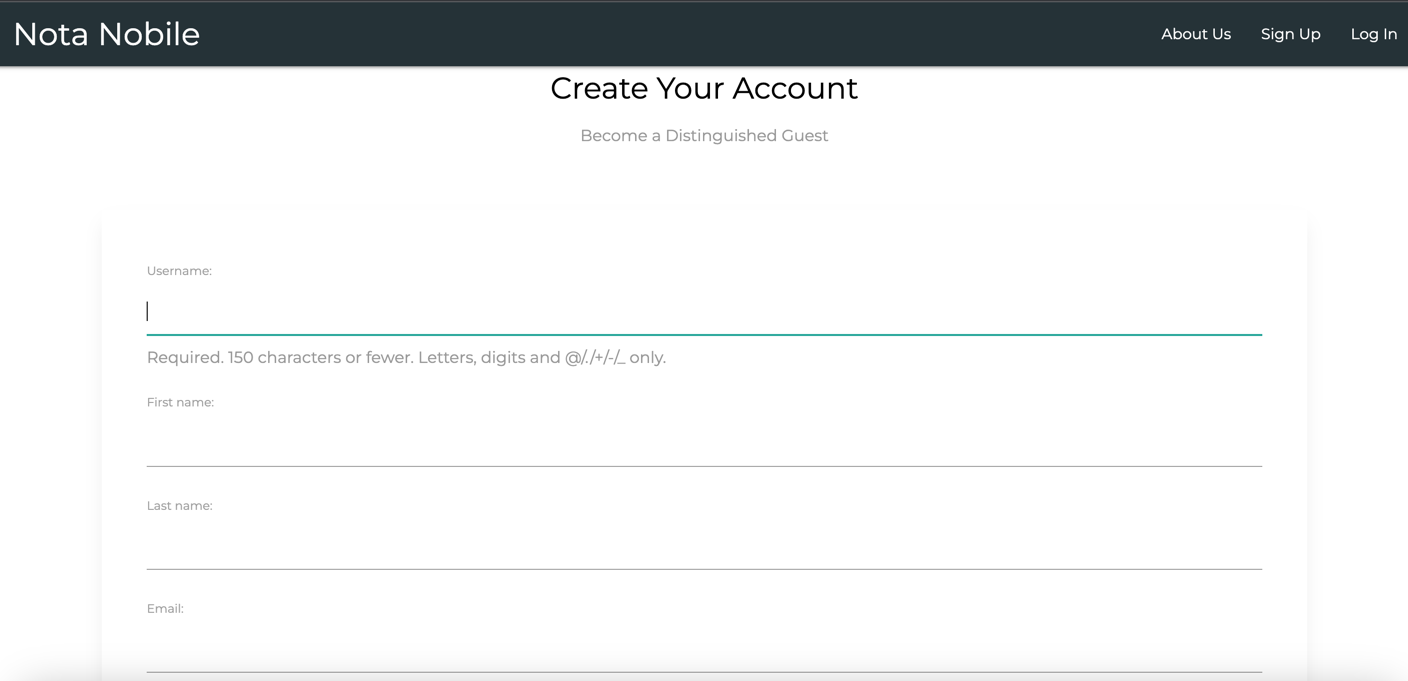 Nota Nobile
About Us Sign Up Log In
Create Your Account
Become a Distinguished Guest
Username:
Required. 150 characters or fewer. Letters, digits and @/./+/-/_ only.
First name:
Last name:
Email: